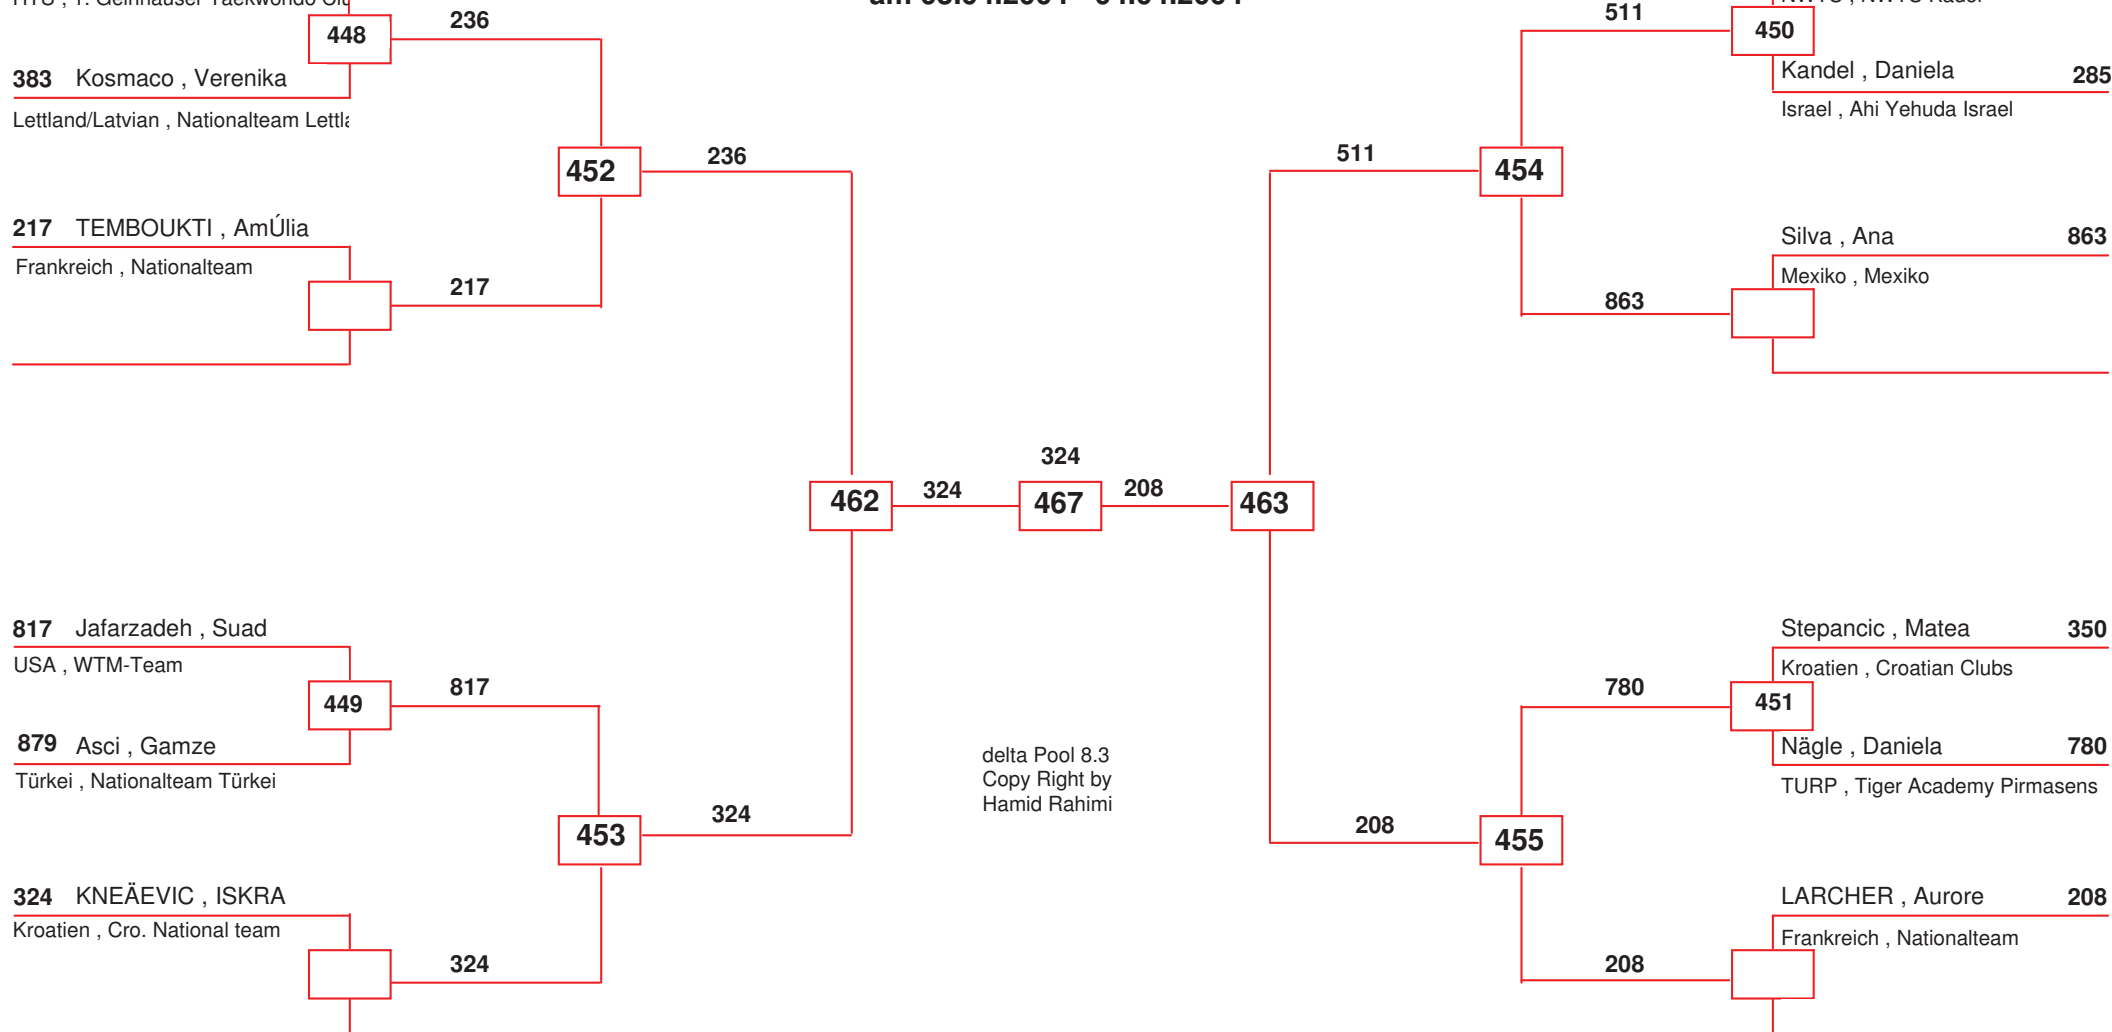 236
511
448
450
383 Kosmaco , Verenika
Kandel , Daniela 285
Lettland/Latvian , Nationalteam
Israel , Ahi Yehuda Israel
452
236
511
454
217 TEMBOUKTI , AmÚlia
Silva , Ana 863
Frankreich , Nationalteam
Mexiko , Mexiko
217
863
324
462
324
467
208
463
817 Jafarzadeh , Suad
Stepancic , Matea 350
USA , WTM-Team
Kroatien , Croatian Clubs
449
817
780
451
879 Asci , Gamze
Nägle , Daniela 780
Türkei , Nationalteam Türkei
TURP , Tiger Academy Pirmasens
delta Pool 8.3
Copy Right by
Hamid Rahimi
453
324
208
455
324 KNEÄEVIC , ISKRA
LARCHER , Aurore 208
Kroatien , Cro. National team
Frankreich , Nationalteam
324
208